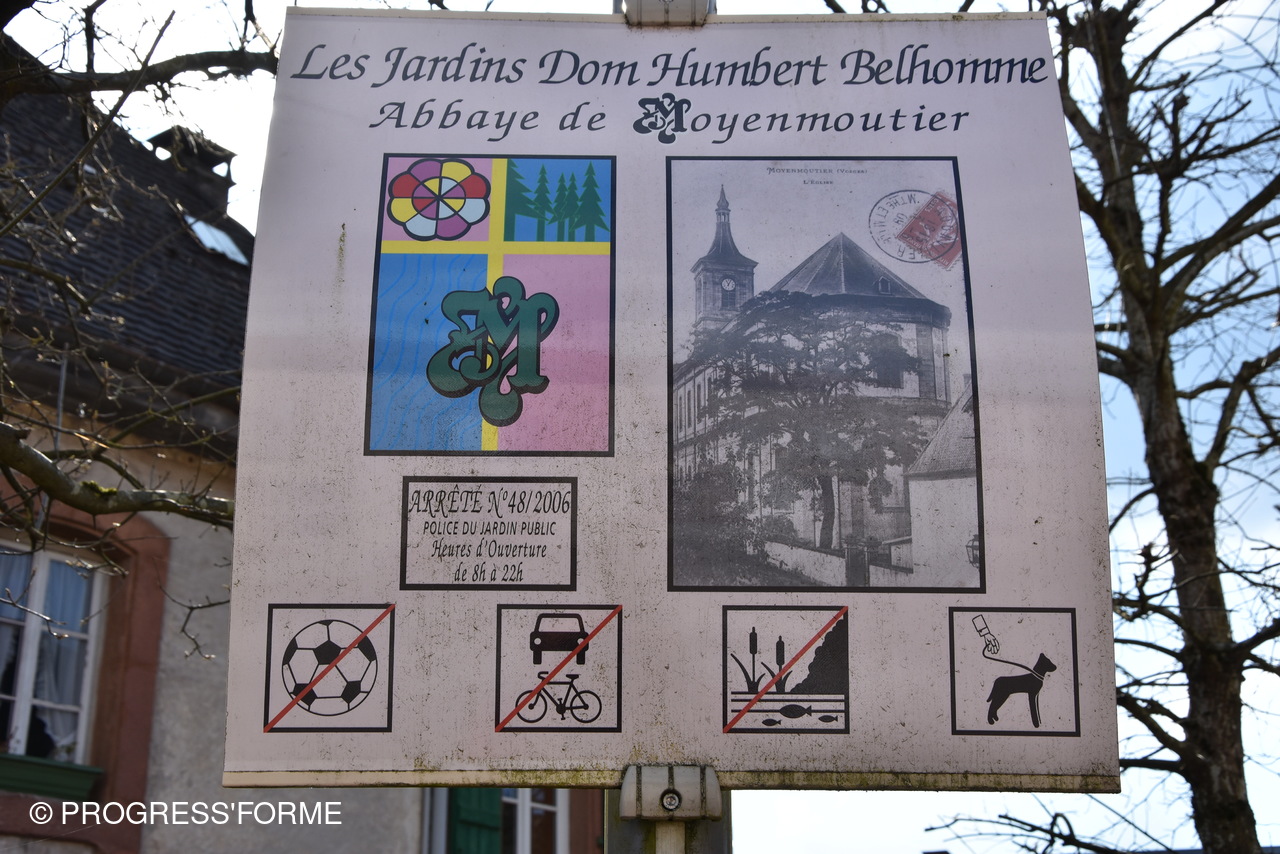 Les Jardins Dom Humbert Belhomme
Abbaye de Moyenmoutier
MOYENMOUTIER (Vosges)
L'ÉGLISE
ARRÊTÉ N°48/2006
POLICE DU JARDIN PUBLIC
Heures d'Ouverture
de 8h à 22h
© PROGRESS'FORME